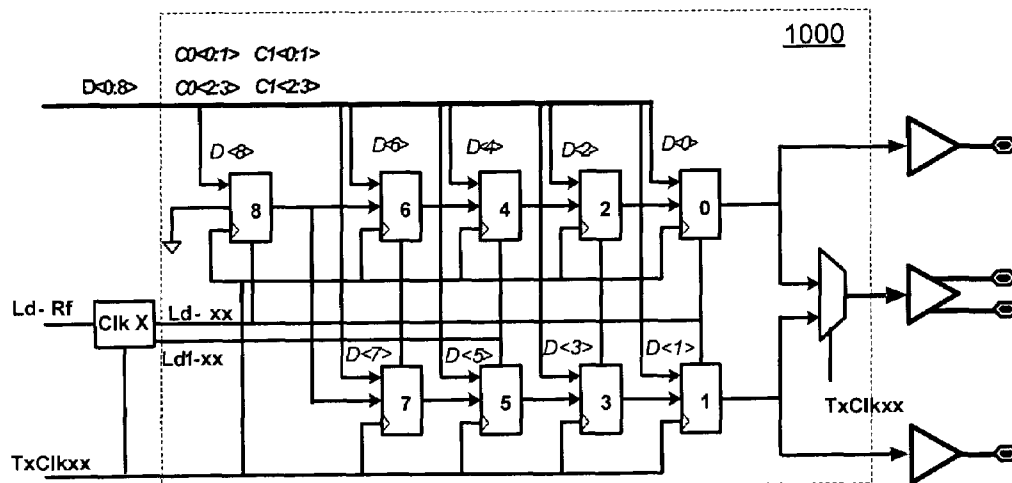 1000
C0<0:1> C1<0:1>
D<0:8> C0<2:3> C1<2:3>
D<8> D<6> D<4> D<2> D<0>
8 6 4 2 0
Ld- Rf
Clk X
Ld- xx
Ld1-xx
D<7> D<5> D<3> D<1>
7 5 3 1
TxClkxx
TxClkxx